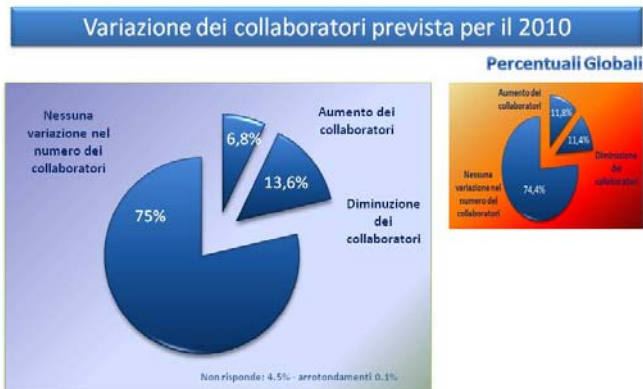 Variazione dei collaboratori prevista per il 2010
Percentuali Globali
Nessuna
variazione nel
numero dei
collaboratori
6,8%
Aumento dei
collaboratori
13,6%
75%
Diminuzione
dei
collaboratori
Non risponde: 4.5% - arrotondamenti 0.1%
Aumento dei
collaboratori
11,8%
11,4%
Diminuzione
dei
collaboratori
Nessuna
variazione nel
numero dei
collaboratori
74,4%